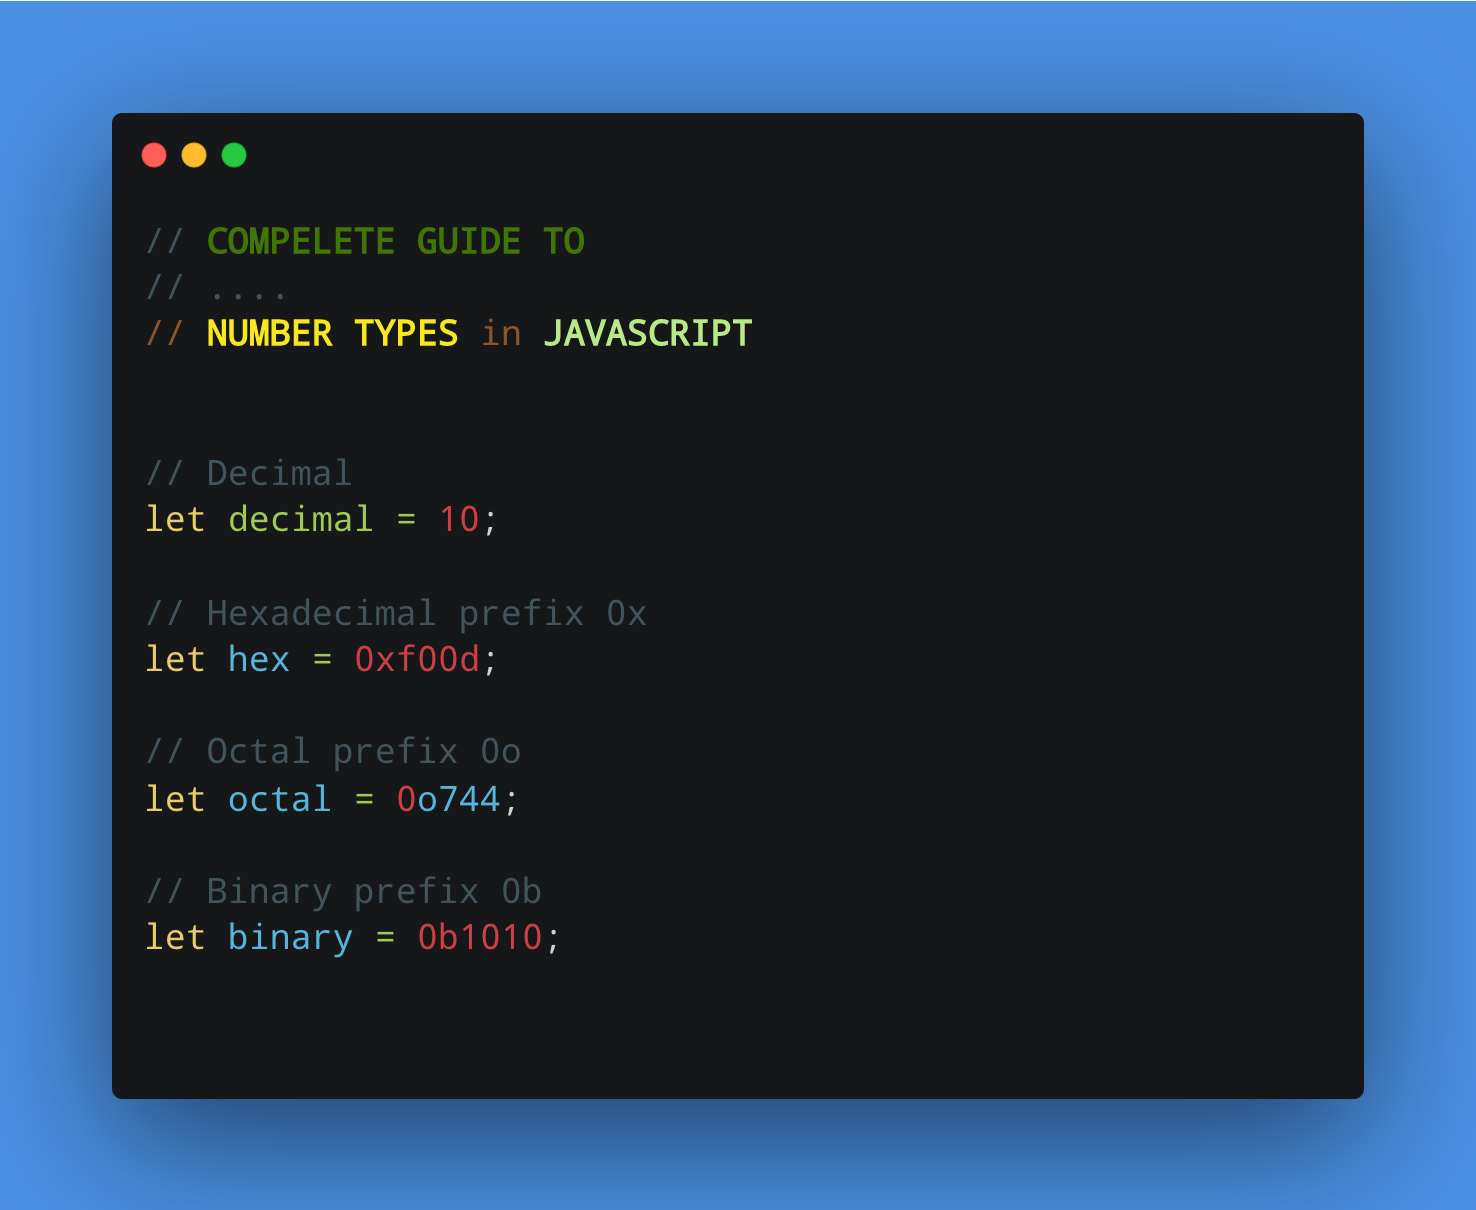 // COMPELETE GUIDE TO
// ....
// NUMBER TYPES in JAVASCRIPT
// Decimal
let decimal = 10;
// Hexadecimal prefix 0x
let hex = 0xf00d;
// Octal prefix 0o
let octal = 0o744;
// Binary prefix 0b
let binary = 0b1010;